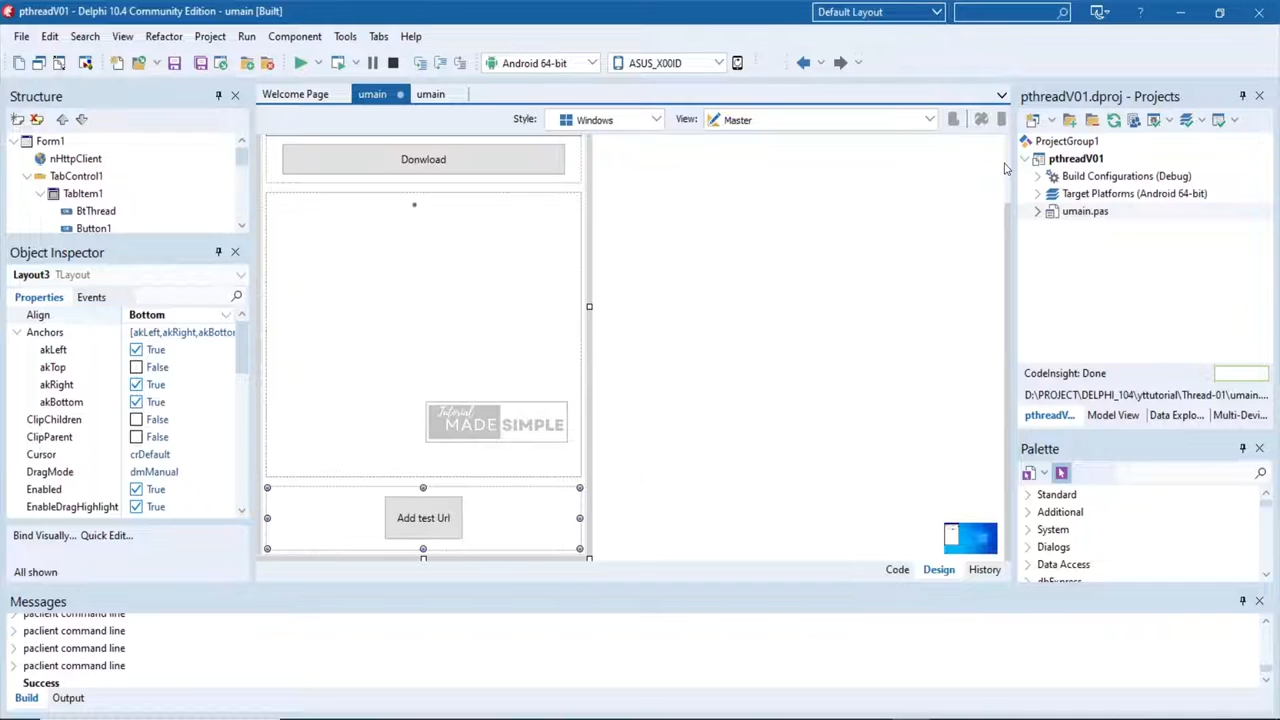 pthreadV01 - Delphi 10.4 Community Edition - umain [Built]
Default Layout
File Edit Search View Refactor Project Run Component Tools Tabs Help
Android 64-bit
ASUS_X00ID
Structure
Form1
nHttpClient
TabControl1
TabItem1
BtThread
Button1
Object Inspector
Layout3 TLayout
Properties Events
Align Bottom
Anchors [akLeft,akRight,akBottor
akLeft True
akTop False
akRight True
akBottom True
ClipChildren False
ClipParent False
Cursor crDefault
DragMode dmManual
Enabled True
EnableDragHighlight True
Bind Visually... Quick Edit...
All shown
Welcome Page umain umain
Style: Windows View: Master
Donwload
Tutorial
MADE SIMPLE
Add test Url
Code Design History
pthreadV01.dproj - Projects
ProjectGroup1
pthreadV01
Build Configurations (Debug)
Target Platforms (Android 64-bit)
umain.pas
CodeInsight: Done
D:\PROJECT\DELPHI_104\yttutorial\Thread-01\umain....
pthreadV... Model View Data Explo... Multi-Devi...
Palette
Standard
Additional
System
Dialogs
Data Access
dbExpress
Messages
paclient command line
paclient command line
paclient command line
paclient command line
Success
Build Output